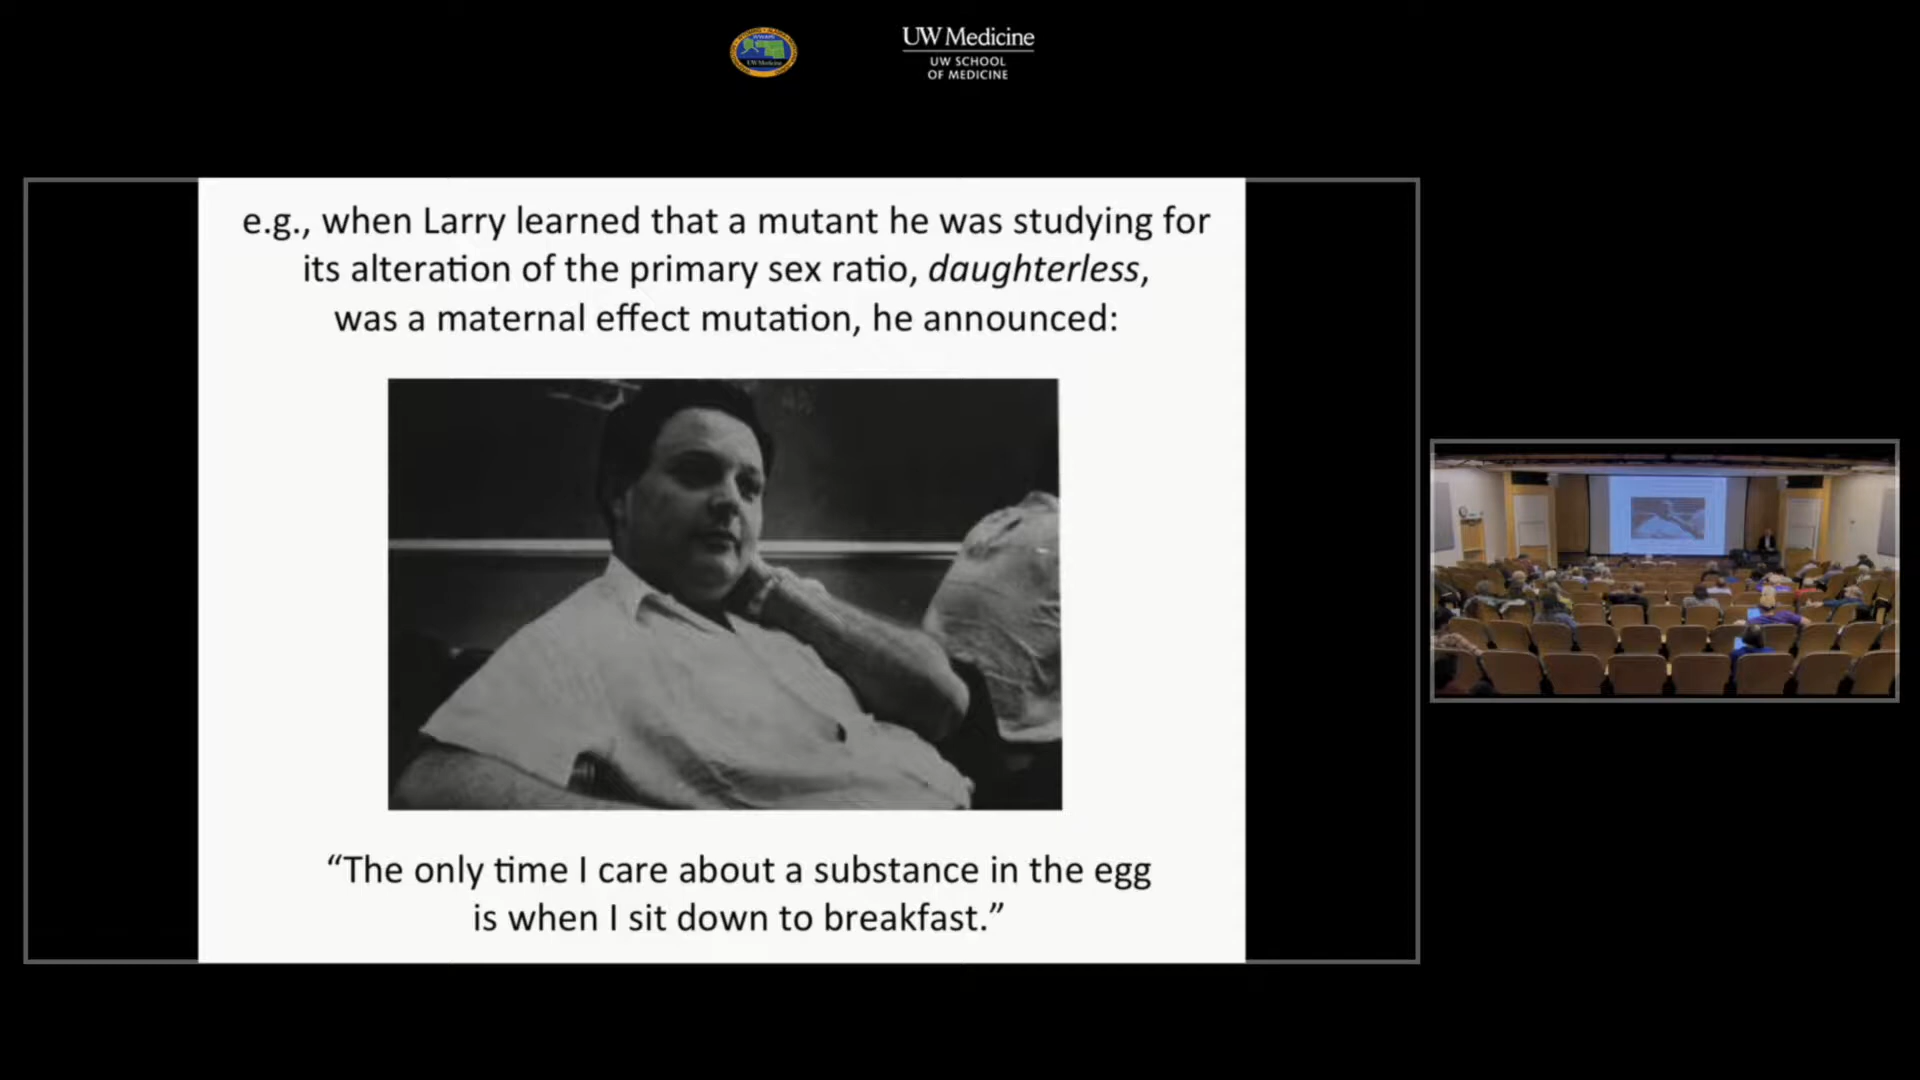 UW Medicine
UW Medicine
UW SCHOOL
OF MEDICINE
e.g., when Larry learned that a mutant he was studying for
its alteration of the primary sex ratio, daughterless,
was a maternal effect mutation, he announced:
“The only time I care about a substance in the egg
is when I sit down to breakfast.”